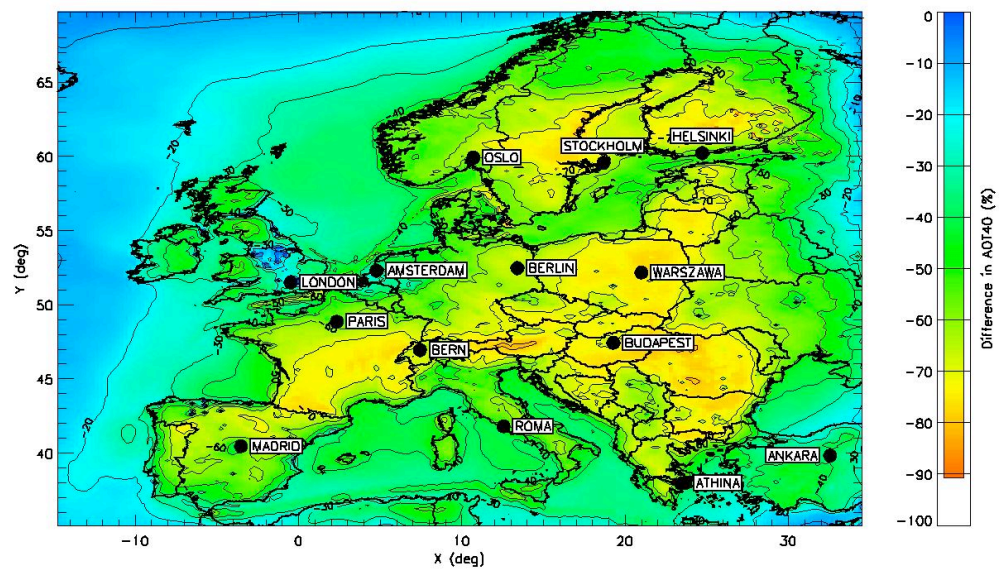 65
60
55
50
45
40
-10
0
10
20
30
X (deg)
Y (deg)
HELSINKI
STOCKHOLM
OSLO
AMSTERDAM
BERLIN
WARSZAWA
LONDON
PARIS
BERN
BUDAPEST
ROMA
MADRID
ANKARA
ATHINA
0
-10
-20
-30
-40
-50
-60
-70
-80
-90
-100
Difference in AOT40 (%)